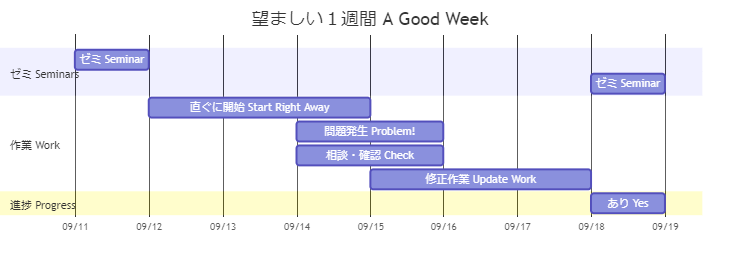 望ましい１週間 A Good Week
ゼミ Seminar
ゼミ Seminars
ゼミ Seminar
直ぐに開始 Start Right Away
問題発生 Problem!
作業 Work
相談・確認 Check
修正作業 Update Work
進捗 Progress
あり Yes
09/11 09/12 09/13 09/14 09/15 09/16 09/17 09/18 09/19